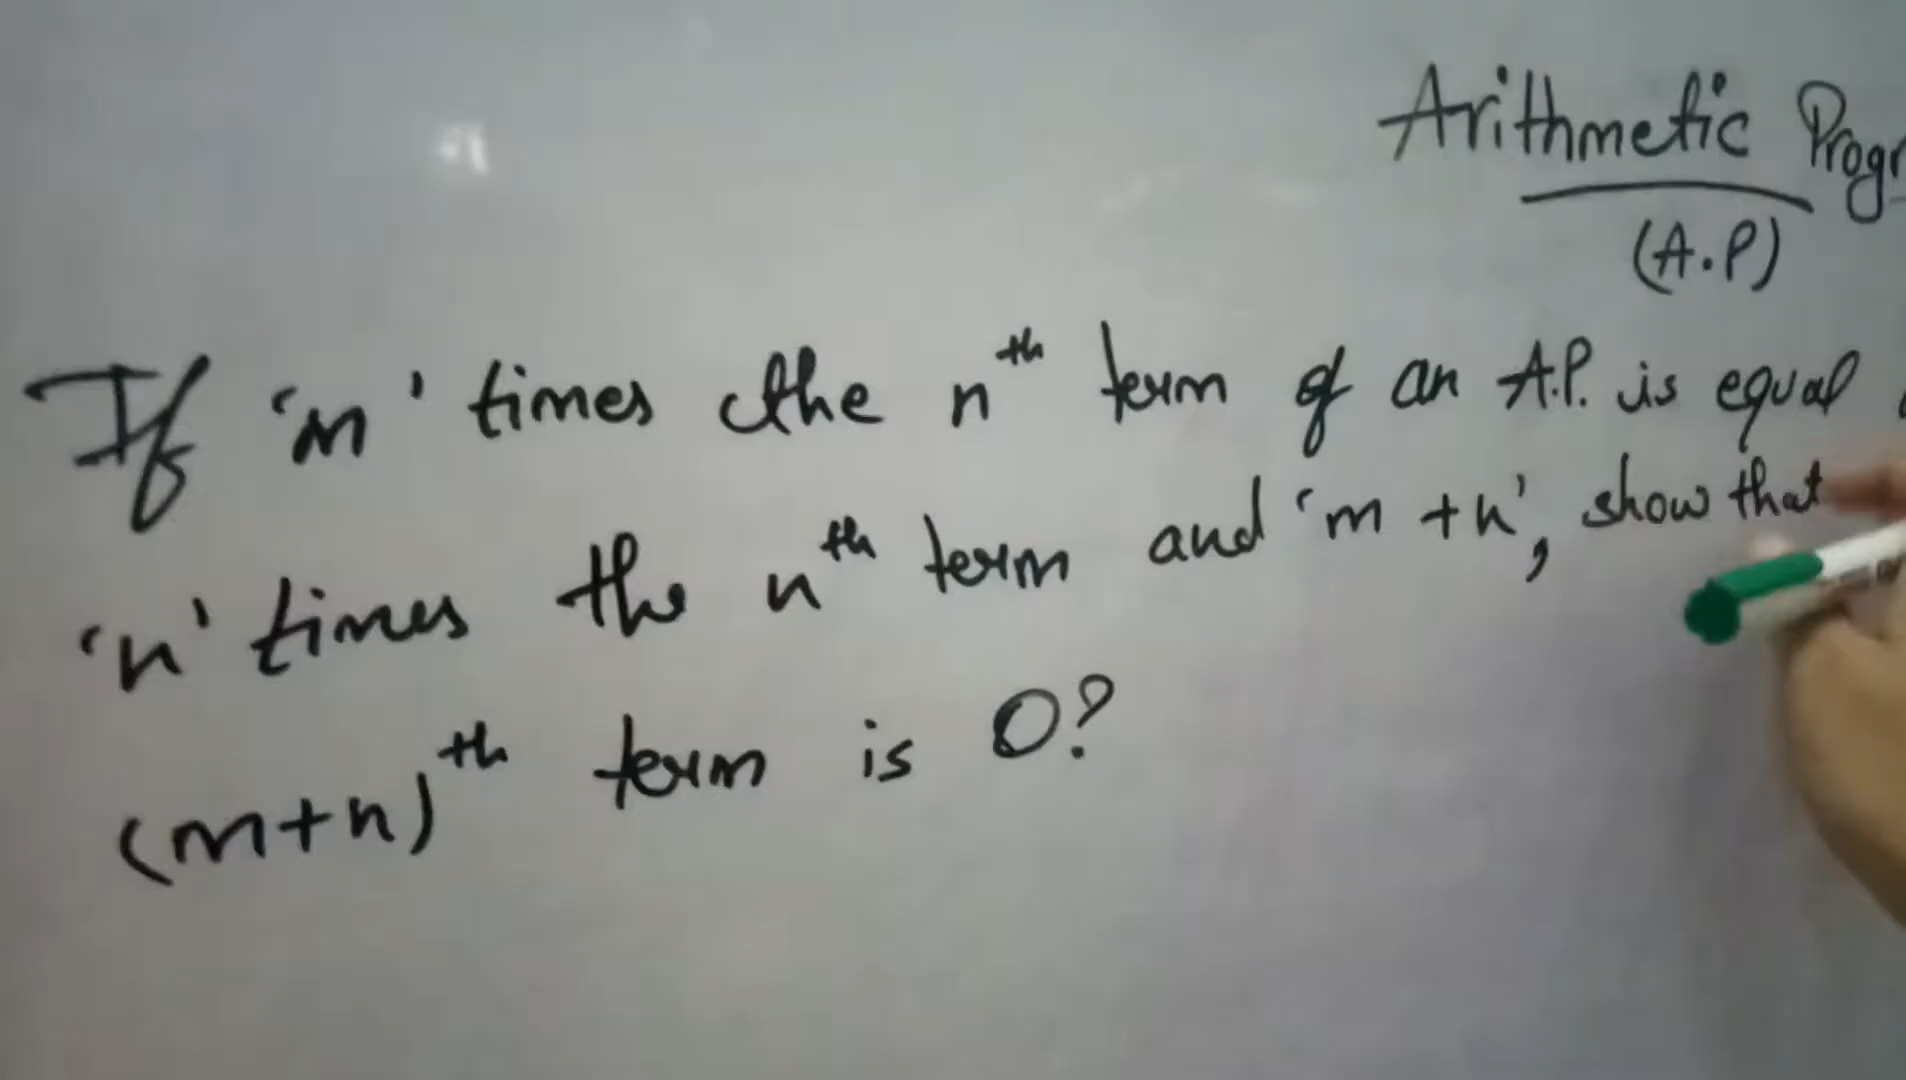 Arithmetic Progr
(A.P)
If 'm' times the nth term of an A.P. is equal
'n' times the nth term and 'm +n', show that
(m+n)th term is 0?